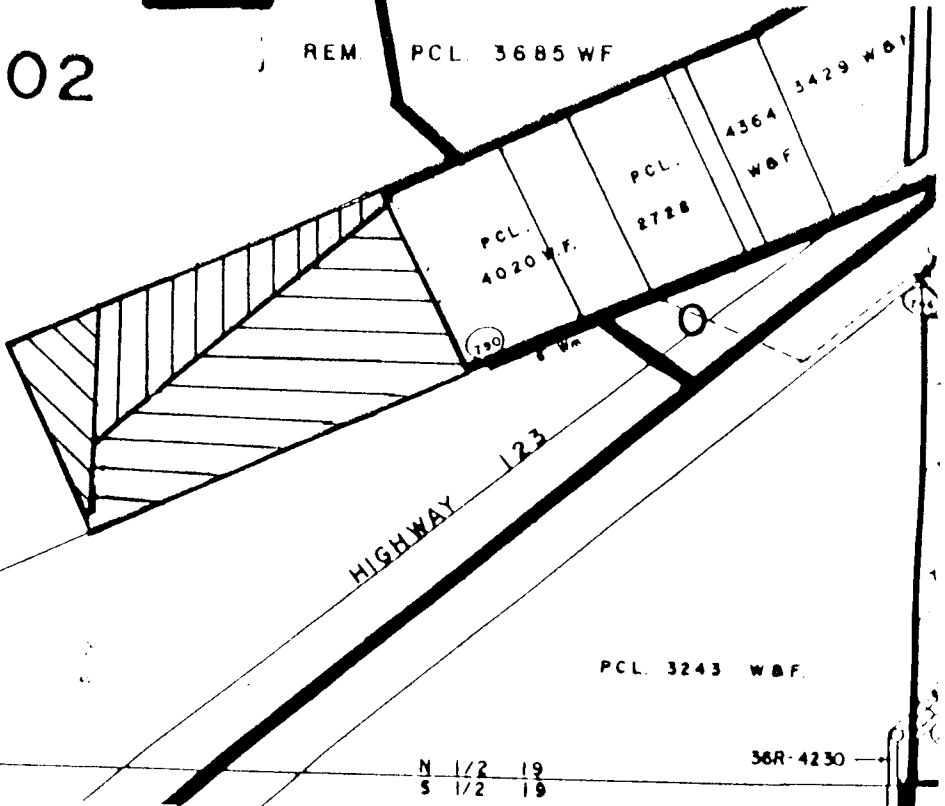 02
REM. PCL. 3685 WF
3429 W&F
4364
W&F
PCL.
2728
PCL.
4020 W.F.
790
O
HIGHWAY 123
PCL. 3243 W&F.
36R-4230
N 1/2 19
S 1/2 19